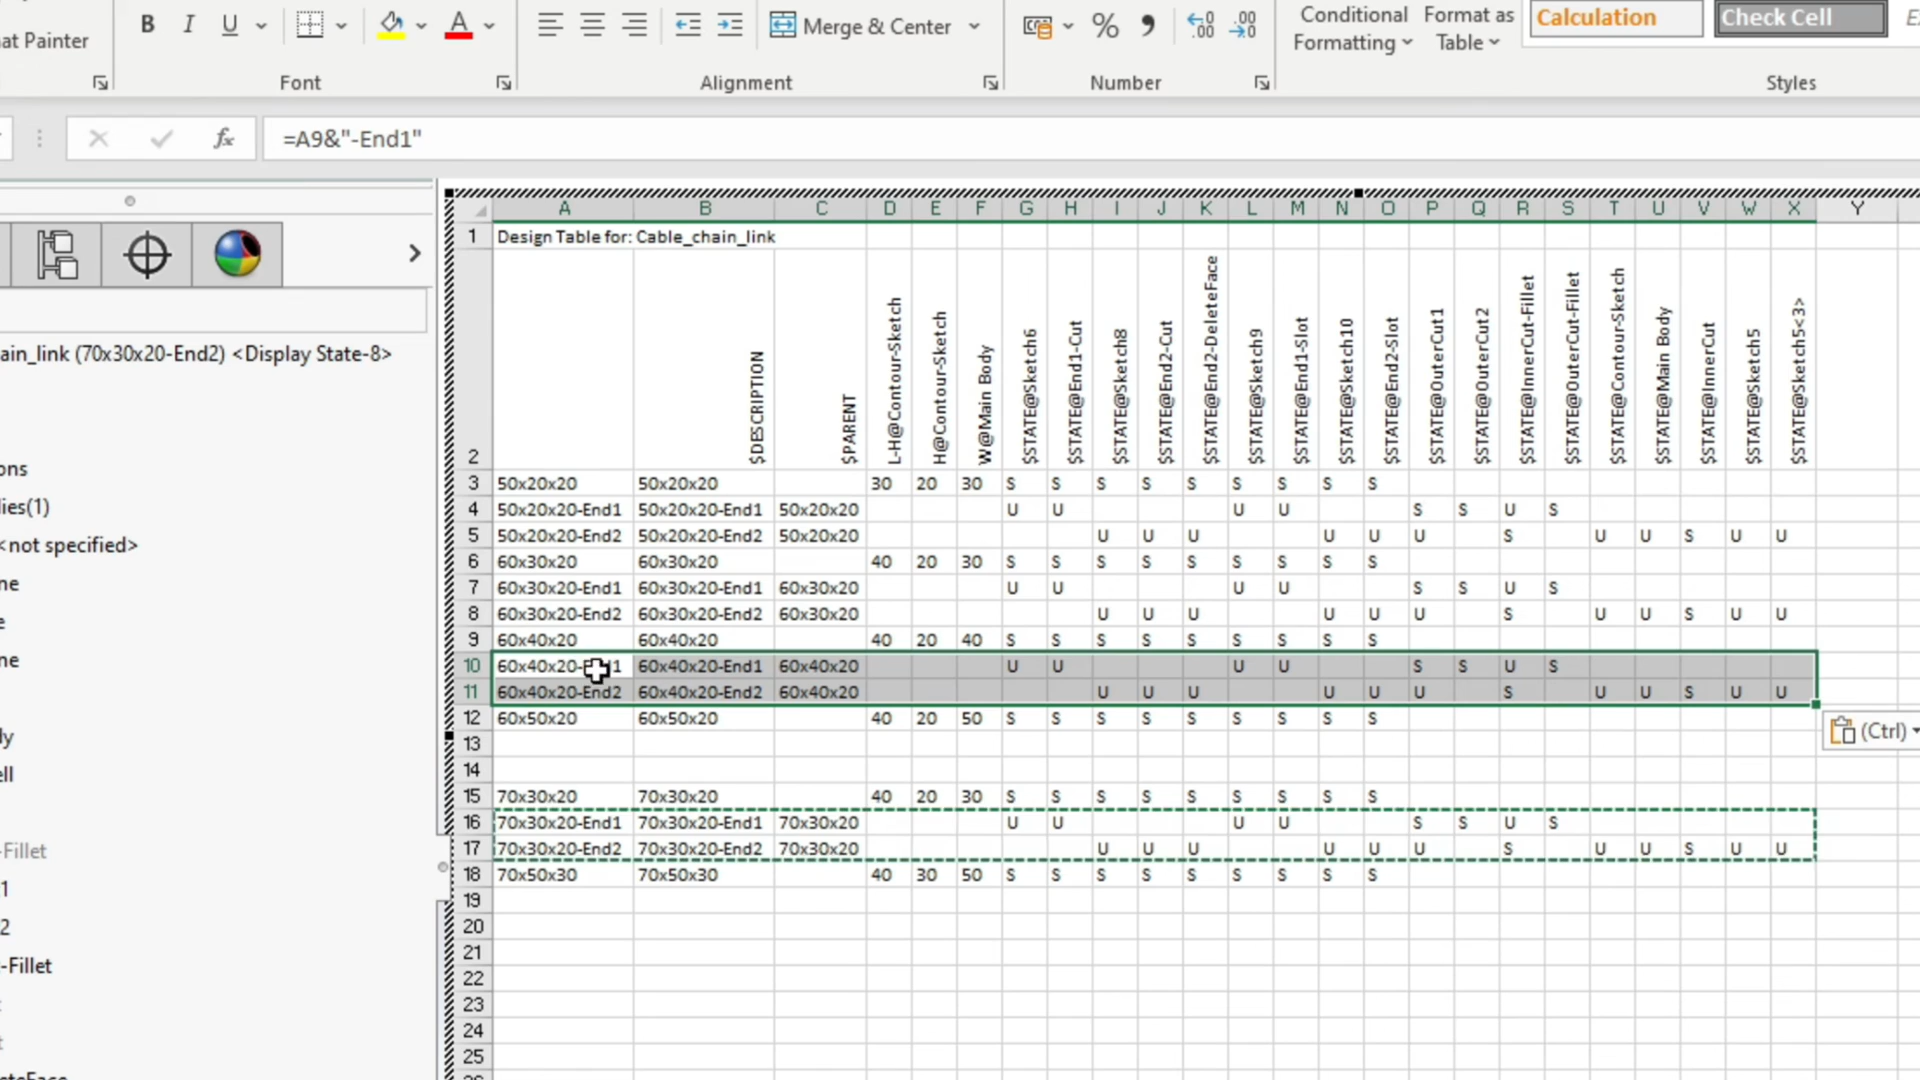 Conditional Format as Calculation Check Cell
at Painter B I U A Merge & Center % Formatting Table
Font Alignment Number Styles
fx =A9&"-End1"
A B C D E F G H I J K L M N O P Q R S T U V W X Y
1 Design Table for: Cable_chain_link
2 $DESCRIPTION $PARENT L-H@Contour-Sketch H@Contour-Sketch W@Main Body $STATE@Sketch6 $STATE@End1-Cut $STATE@Sketch8 $STATE@End2-Cut $STATE@End2-DeleteFace $STATE@Sketch9 $STATE@End1-Slot $STATE@Sketch10 $STATE@End2-Slot $STATE@OuterCut1 $STATE@OuterCut2 $STATE@InnerCut-Fillet $STATE@OuterCut-Fillet $STATE@Contour-Sketch $STATE@Main Body $STATE@InnerCut $STATE@Sketch5 $STATE@Sketch5<3>
3 50x20x20 50x20x20 30 20 30 S S S S S S S S S
4 50x20x20-End1 50x20x20-End1 50x20x20 U U U U S S U S
5 50x20x20-End2 50x20x20-End2 50x20x20 U U U U U U S U U S U U
6 60x30x20 60x30x20 40 20 30 S S S S S S S S S
7 60x30x20-End1 60x30x20-End1 60x30x20 U U U U S S U S
8 60x30x20-End2 60x30x20-End2 60x30x20 U U U U U U S U U S U U
9 60x40x20 60x40x20 40 20 40 S S S S S S S S S
10 60x40x20-End1 60x40x20-End1 60x40x20 U U U U S S U S
11 60x40x20-End2 60x40x20-End2 60x40x20 U U U U U U S U U S U U
12 60x50x20 60x50x20 40 20 50 S S S S S S S S S
13 (Ctrl)
14
15 70x30x20 70x30x20 40 20 30 S S S S S S S S S
16 70x30x20-End1 70x30x20-End1 70x30x20 U U U U S S U S
17 70x30x20-End2 70x30x20-End2 70x30x20 U U U U U U S U U S U U
18 70x50x30 70x50x30 40 30 50 S S S S S S S S S
19
20
21
22
23
24
25
ain_link (70x30x20-End2) <Display State-8>
ons
lies(1)
<not specified>
ne
e
ne
dy
ell
-Fillet
1
2
t-Fillet